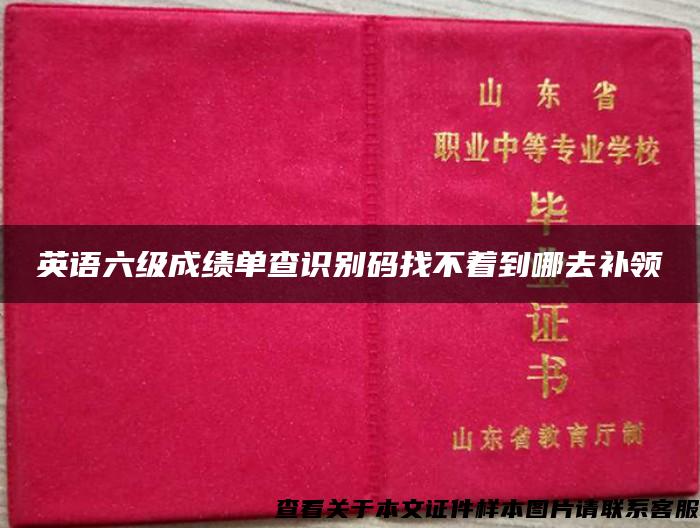 山东省
职业中等专业学校
毕业证书
英语六级成绩单查识别码找不着到哪去补领
山东省教育厅制
查看关于本文证件样本图片请联系客服